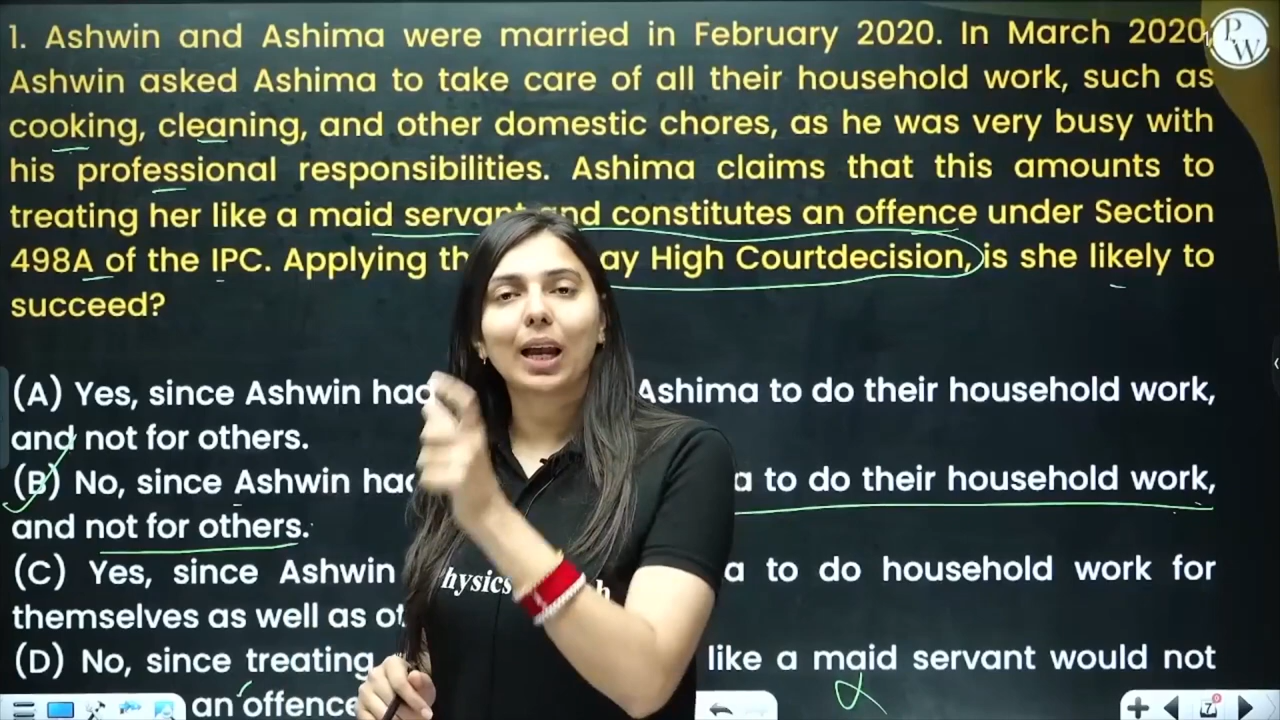 1. Ashwin and Ashima were married in February 2020. In March 2020,
PW
Ashwin asked Ashima to take care of all their household work, such as
cooking, cleaning, and other domestic chores, as he was very busy with
his professional responsibilities. Ashima claims that this amounts to
treating her like a maid servant and constitutes an offence under Section
498A of the IPC. Applying th ay High Courtdecision, is she likely to
succeed?
(A) Yes, since Ashwin had Ashima to do their household work,
and not for others.
(B) No, since Ashwin had a to do their household work,
and not for others.
(C) Yes, since Ashwin a to do household work for
themselves as well as ot
(D) No, since treating like a maid servant would not
an offence
hysics h
7